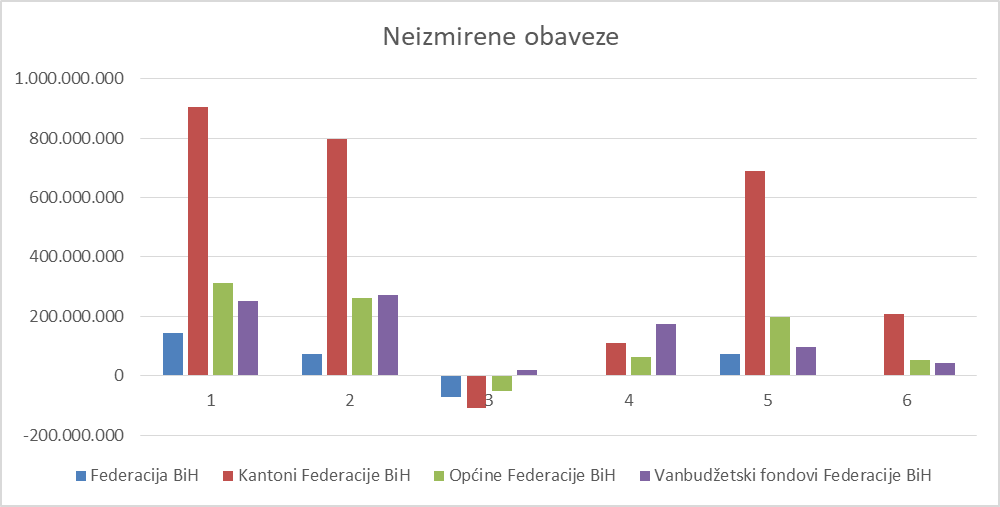 Neizmirene obaveze
1.000.000.000
800.000.000
600.000.000
400.000.000
200.000.000
0
-200.000.000
1 2 3 4 5 6
Federacija BiH Kantoni Federacije BiH Općine Federacije BiH Vanbudžetski fondovi Federacije BiH